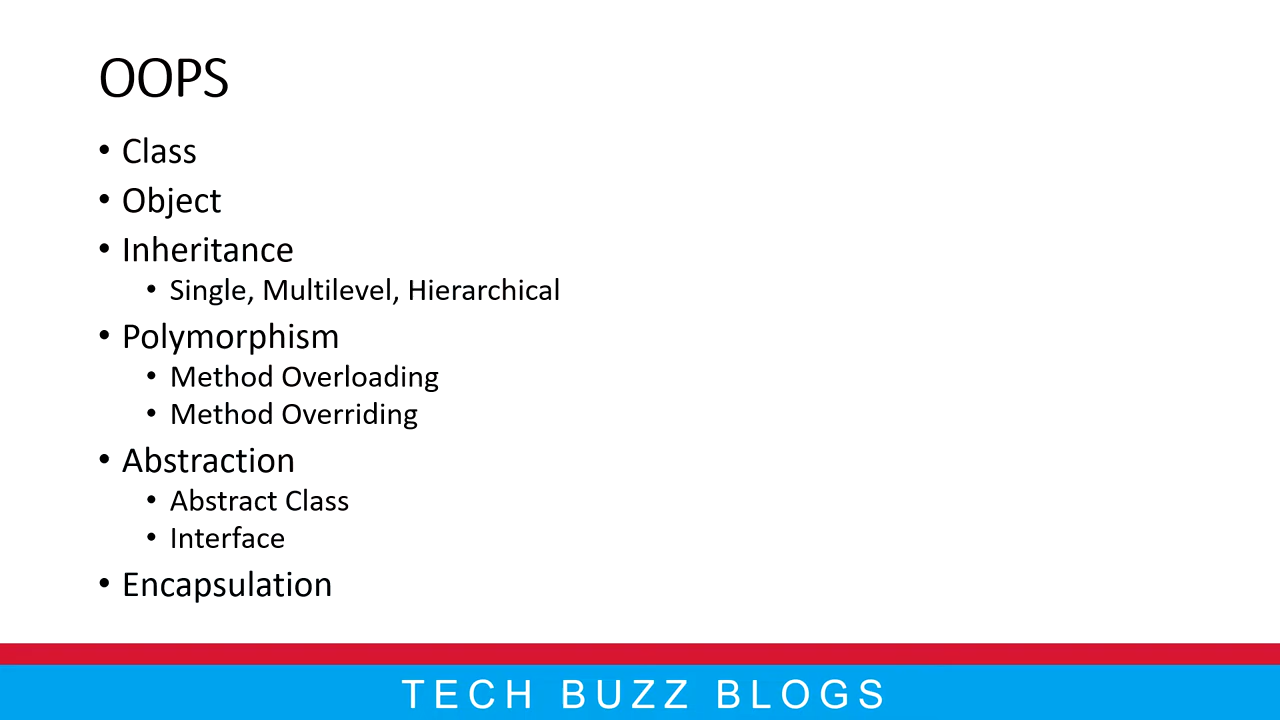 OOPS
• Class
• Object
• Inheritance
• Single, Multilevel, Hierarchical
• Polymorphism
• Method Overloading
• Method Overriding
• Abstraction
• Abstract Class
• Interface
• Encapsulation
TECH BUZZ BLOGS